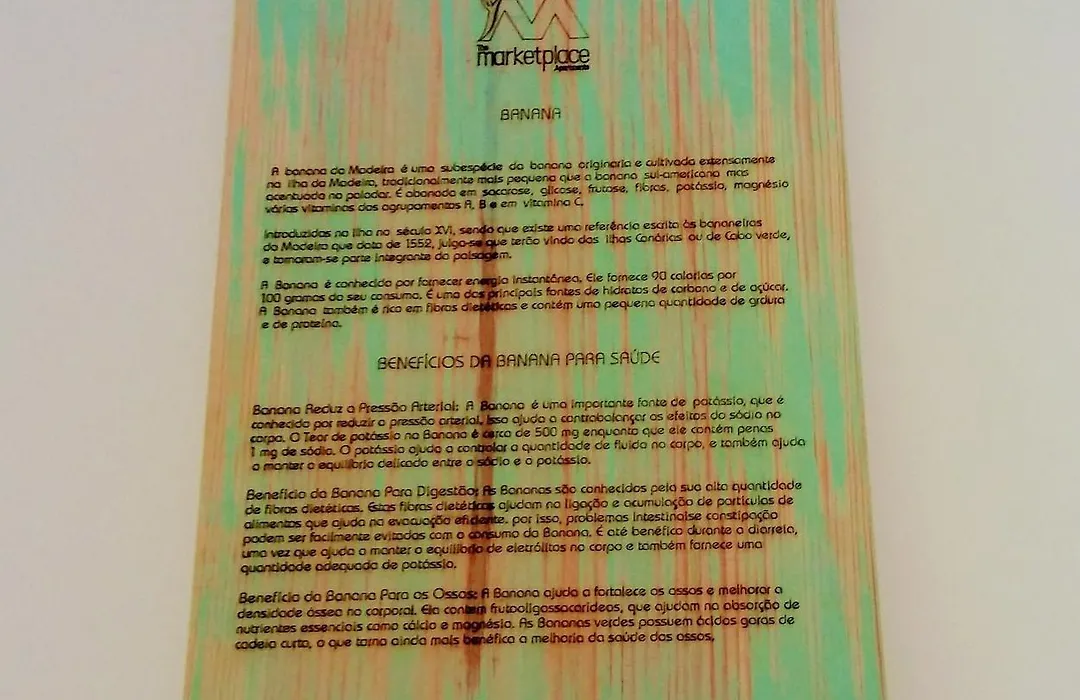 The
marketplace
Apartments
BANANA
A banana da Madeira é uma subespécie da banana originaria e cultivada extensamente
na ilha da Madeira, tradicionalmente mais pequena que a banana sul-americana mas
acentuada no paladar. É abonada em sacarose, glicose, frutose, fibras, potássio, magnésio
várias vitaminas dos agrupamentos A, B e em vitamina C.
Introduzidas na Ilha no século XVI, sendo que existe uma referência escrita às bananeiras
da Madeira que data de 1552, julga-se que terão vindo das Ilhas Canárias ou de Cabo verde,
e tornaram-se parte integrante da paisagem.
A Banana é conhecida por fornecer energia instantânea. Ele fornece 90 calorias por
100 gramas do seu consumo. É uma das principais fontes de hidratos de carbono e de açúcar.
A Banana também é rica em fibras dietéticas e contém uma pequena quantidade de grdura
e de proteína.
BENEFÍCIOS DA BANANA PARA SAÚDE
Banana Reduz a Pressão Arterial: A Banana é uma importante fonte de potássio, que é
conhecida por reduzir a pressão arterial. Isso ajuda a contrabalançar os efeitos do sódio no
corpo. O Teor de potássio na Banana é cerca de 500 mg enquanto que ele contém penas
1 mg de sódio. O potássio ajuda a controlar a quantidade de fluido no corpo, e também ajuda
a manter o equilíbrio delicado entre o sódio e o potássio.
Benefício da Banana Para Digestão: As Bananas são conhecidos pela sua alta quantidade
de fibras dietéticas. Estas fibras dietéticas ajudam na ligação e acumulação de partículas de
alimentos que ajuda na evacuação efidente. por isso, problemas intestinaise constipação
podem ser facilmente evitados com o consumo da Banana. É até benéfico durante a diarreia,
uma vez que ajuda a manter o equilíbrio de eletrólitos no corpo e também fornece uma
quantidade adequada de potássio.
Benefício da Banana Para os Ossos: A Banana ajuda a fortalece os ossos e melhorar a
densidade óssea no corporal. Ela contem frutooligossacarideos, que ajudam na absorção de
nutrientes essenciais como cálcio e magnésio. As Bananas verdes possuem ácidos goras de
cadeia curta, o que torna ainda mais benéfica a melhoria da saúde dos ossos,